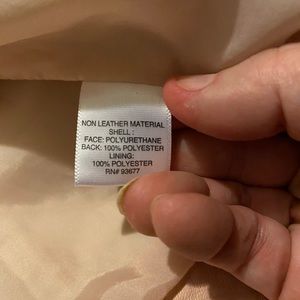 NON LEATHER MATERIAL
SHELL :
FACE: POLYURETHANE
BACK: 100% POLYESTER
LINING:
100% POLYESTER
RN# 93677